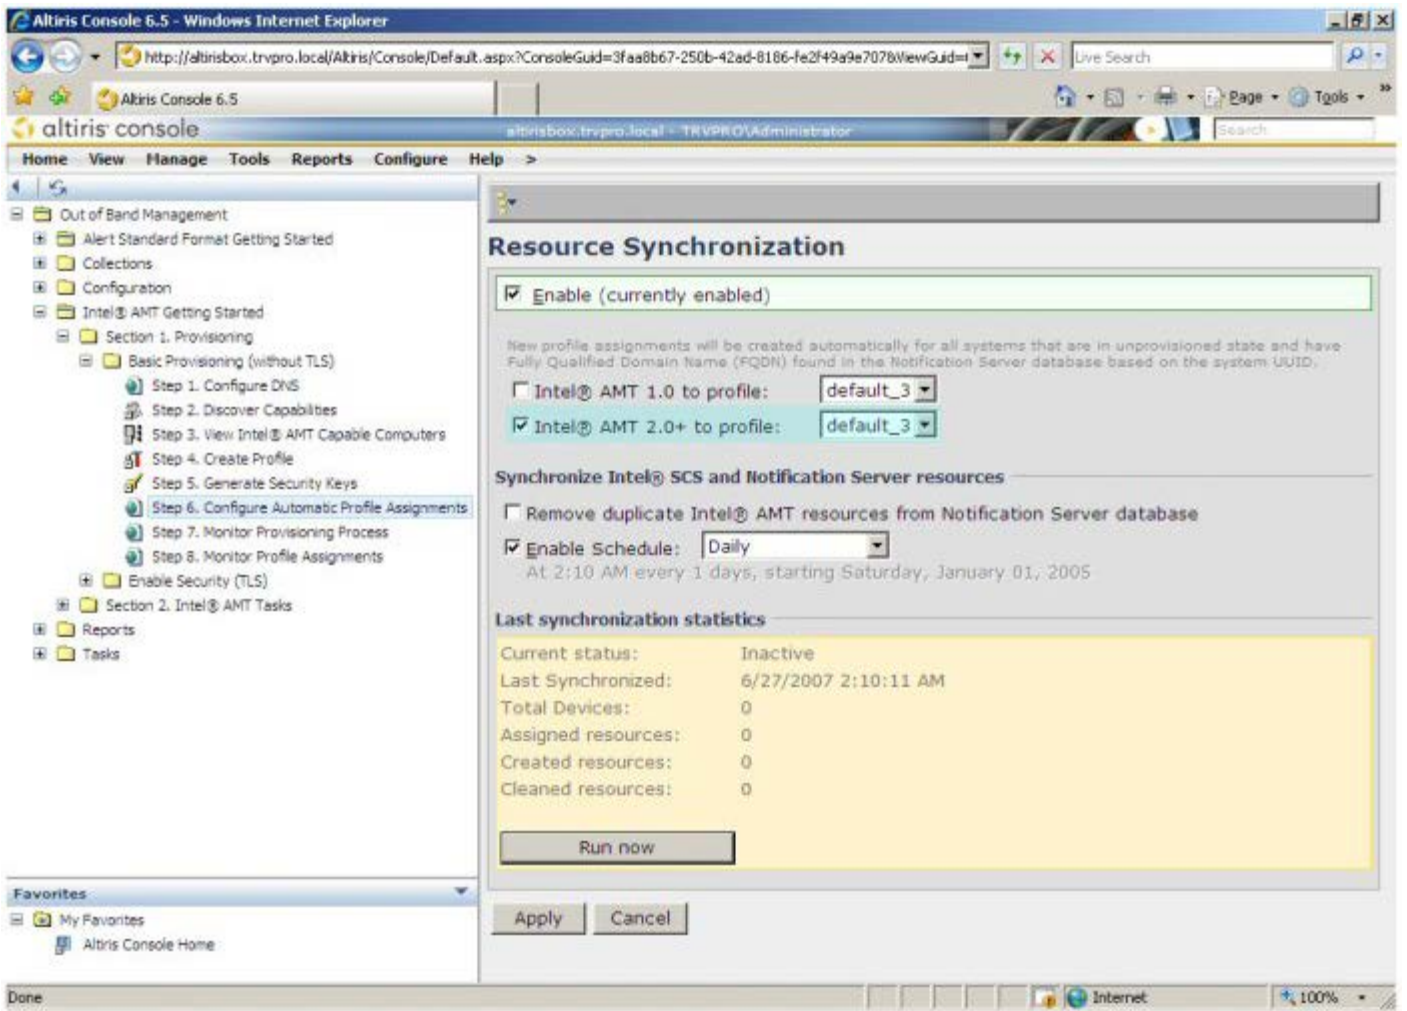 Altiris Console 6.5 - Windows Internet Explorer
http://altirisbox.trvpro.local/Altiris/Console/Default.aspx?ConsoleGuid=3faa8b67-250b-42ad-8186-fe2f49a9e707&ViewGuid=
Live Search
Altiris Console 6.5
Page
Tools
altiris console
altirisbox.trvpro.local - TRVPRO\Administrator
Search
Home View Manage Tools Reports Configure Help >
Out of Band Management
Alert Standard Format Getting Started
Collections
Configuration
Intel® AMT Getting Started
Section 1. Provisioning
Basic Provisioning (without TLS)
Step 1. Configure DNS
Step 2. Discover Capabilities
Step 3. View Intel® AMT Capable Computers
Step 4. Create Profile
Step 5. Generate Security Keys
Step 6. Configure Automatic Profile Assignments
Step 7. Monitor Provisioning Process
Step 8. Monitor Profile Assignments
Enable Security (TLS)
Section 2. Intel® AMT Tasks
Reports
Tasks
Favorites
My Favorites
Altiris Console Home
Resource Synchronization
Enable (currently enabled)
New profile assignments will be created automatically for all systems that are in unprovisioned state and have
Fully Qualified Domain Name (FQDN) found in the Notification Server database based on the system UUID.
Intel® AMT 1.0 to profile: default_3
Intel® AMT 2.0+ to profile: default_3
Synchronize Intel® SCS and Notification Server resources
Remove duplicate Intel® AMT resources from Notification Server database
Enable Schedule: Daily
At 2:10 AM every 1 days, starting Saturday, January 01, 2005
Last synchronization statistics
Current status: Inactive
Last Synchronized: 6/27/2007 2:10:11 AM
Total Devices: 0
Assigned resources: 0
Created resources: 0
Cleaned resources: 0
Run now
Apply Cancel
Done
Internet
100%